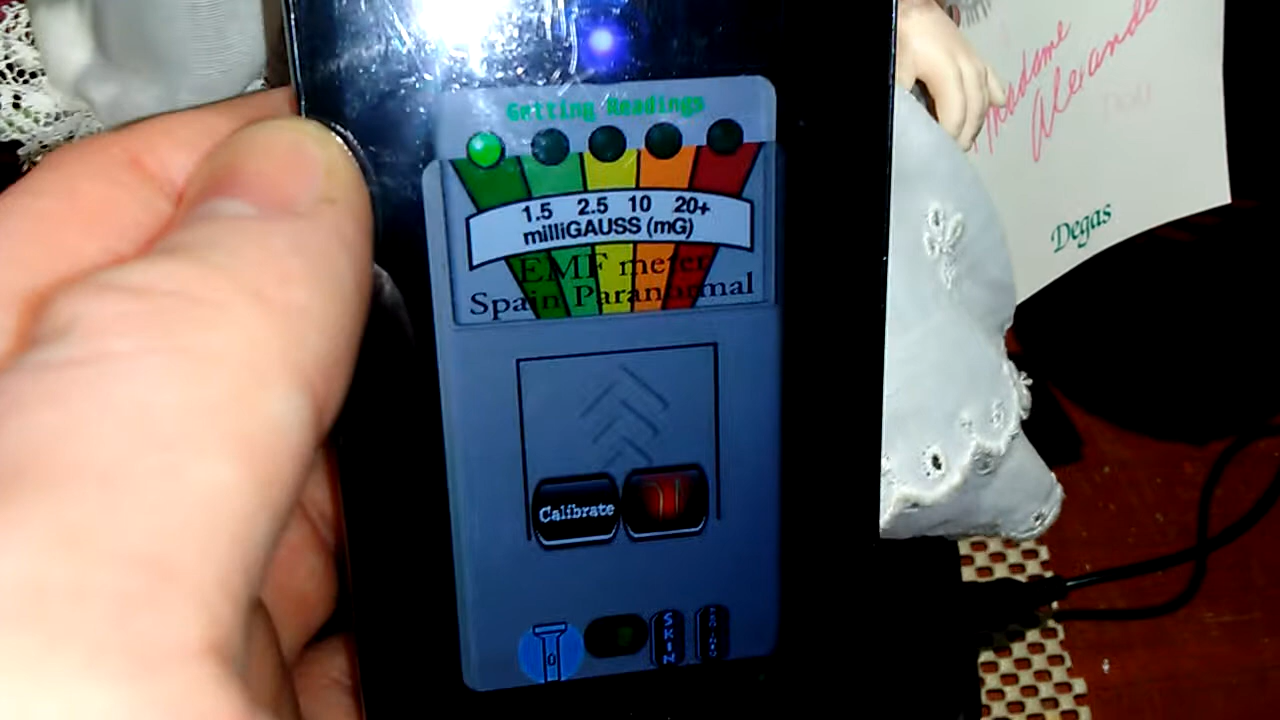 Getting Readings
1.5 2.5 10 20+
milliGAUSS (mG)
EMF meter
Spain Paranormal
Calibrate
SKIN
Madame
Alexander
Doll
Degas